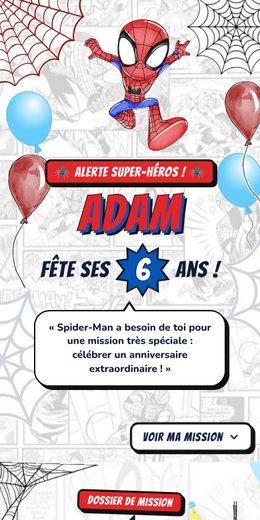 ALERTE SUPER-HÉROS !
ADAM
FÊTE SES 6 ANS !
« Spider-Man a besoin de toi pour
une mission très spéciale :
célébrer un anniversaire
extraordinaire ! »
VOIR MA MISSION
DOSSIER DE MISSION